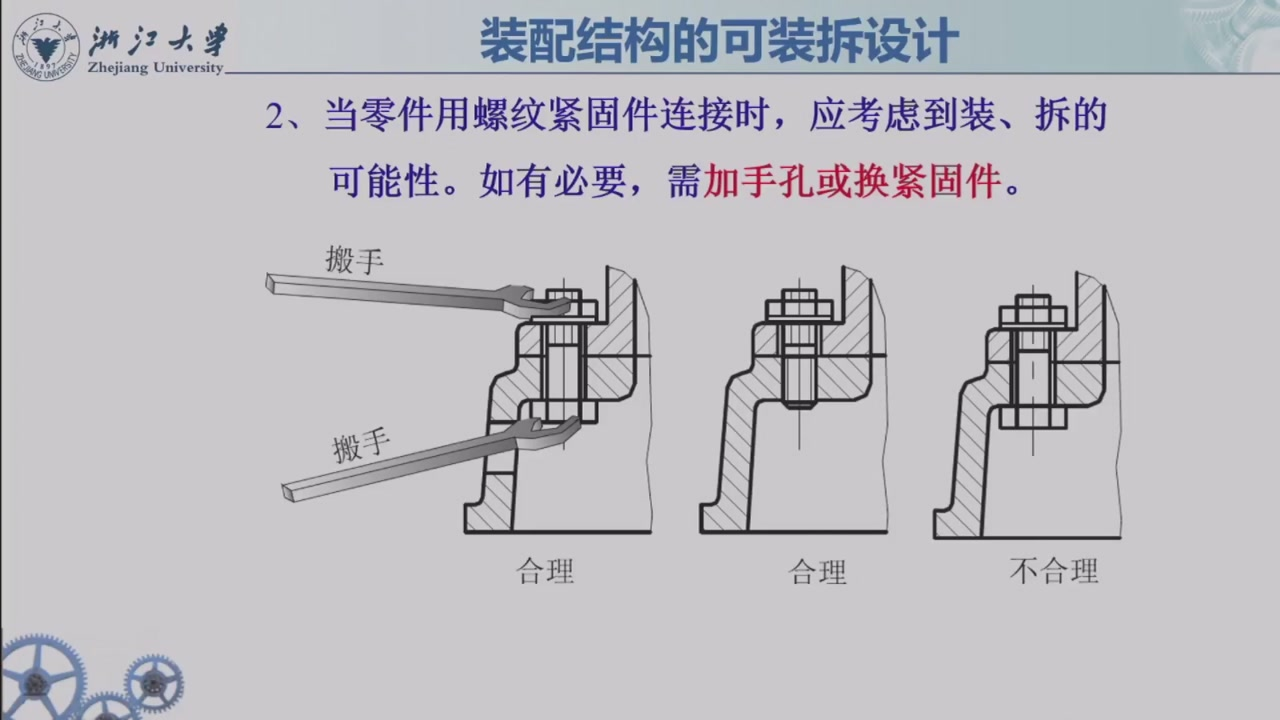 浙江大学
Zhejiang University
装配结构的可装拆设计
2、当零件用螺纹紧固件连接时，应考虑到装、拆的
可能性。如有必要，需加手孔或换紧固件。
搬手
搬手
合理
合理
不合理